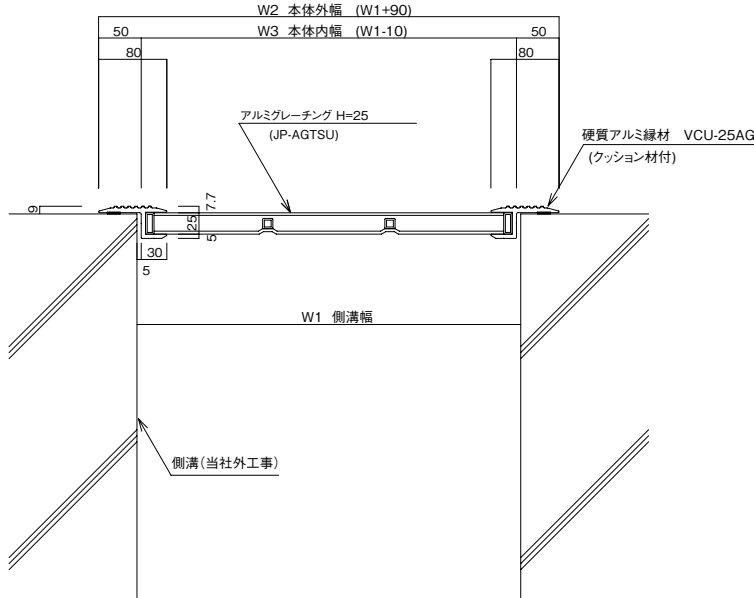 W2 本体外幅 (W1+90)
50 W3 本体内幅 (W1-10) 50
80 80
アルミグレーチング H=25
(JP-AGTSU)
硬質アルミ縁材 VCU-25AG
(クッション材付)
9
7.7
25
5
30
5
W1 側溝幅
側溝(当社外工事)